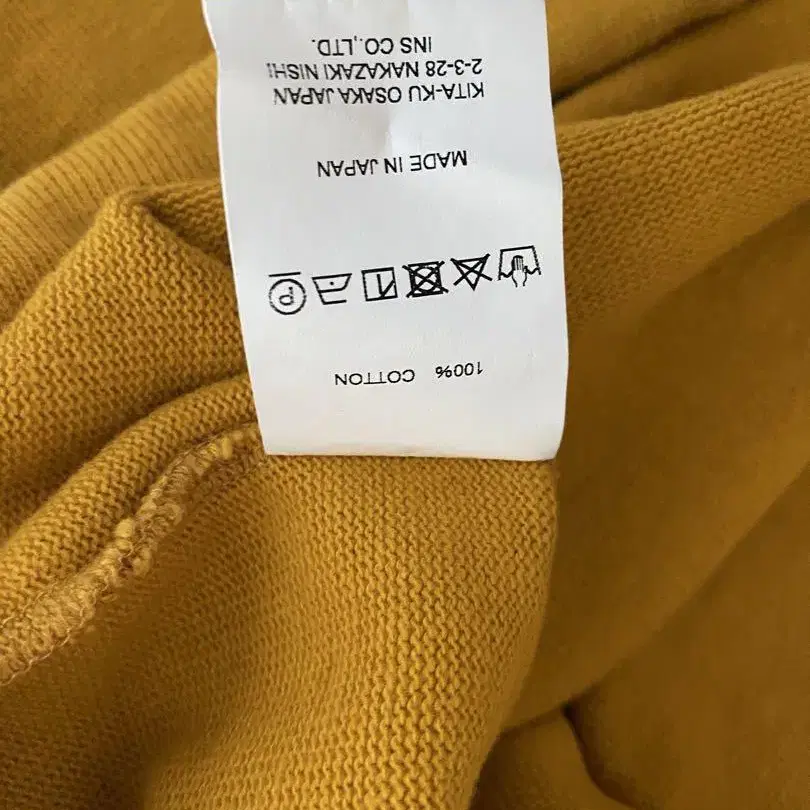 100% COTTON
MADE IN JAPAN
KITA-KU OSAKA JAPAN
2-3-28 NAKAZAKI NISHI
INS CO.,LTD.